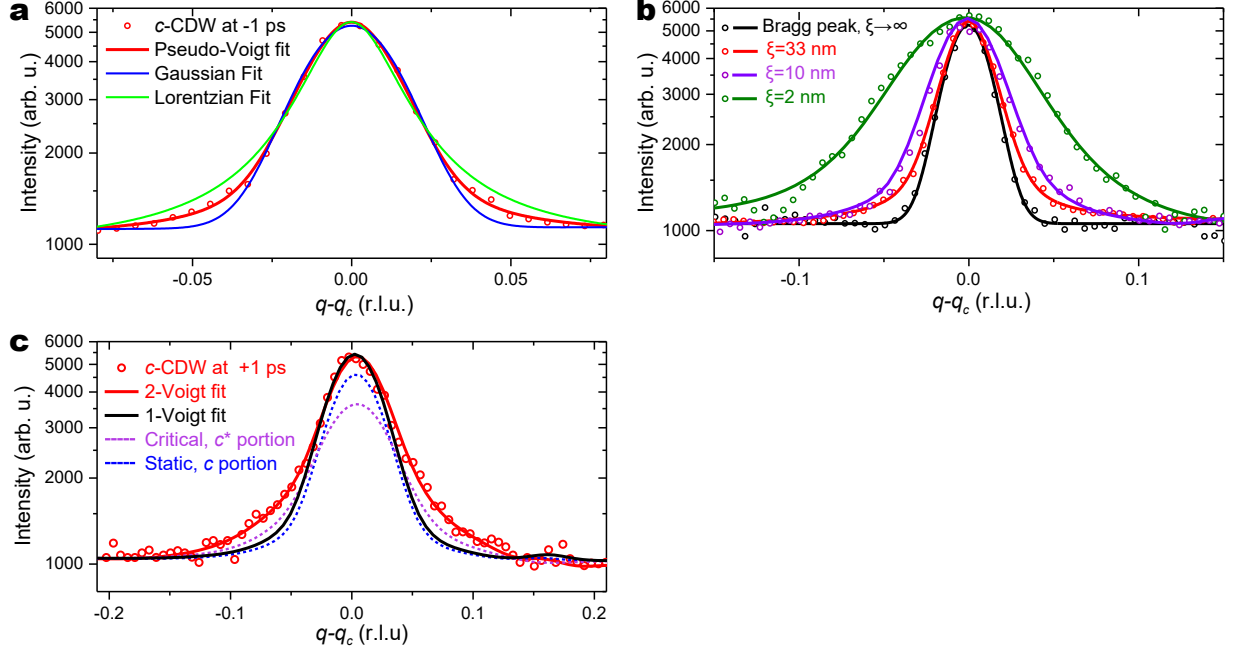 a
6000
5000
4000
3000
2000
1000
Intensity (arb. u.)
c-CDW at -1 ps
Pseudo-Voigt fit
Gaussian Fit
Lorentzian Fit
-0.05
0.00
0.05
q-qc (r.l.u.)
b
6000
5000
4000
3000
2000
1000
Intensity (arb. u.)
Bragg peak, ξ→∞
ξ=33 nm
ξ=10 nm
ξ=2 nm
-0.1
0.0
0.1
q-qc (r.l.u.)
c
6000
5000
4000
3000
2000
1000
Intensity (arb. u.)
c-CDW at +1 ps
2-Voigt fit
1-Voigt fit
Critical, c* portion
Static, c portion
-0.2
-0.1
0.0
0.1
0.2
q-qc (r.l.u)